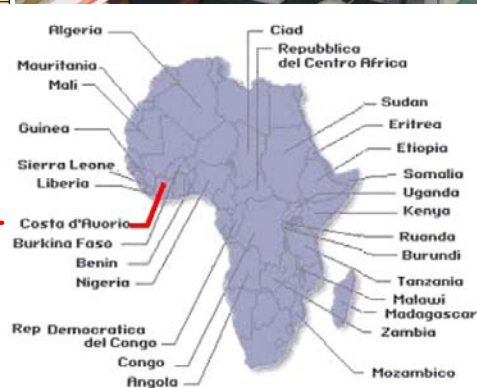 Algeria
Mauritania
Mali
Guinea
Sierra Leone
Liberia
Costa d'Avorio
Burkina Faso
Benin
Nigeria
Rep Democratica
del Congo
Congo
Angola
Ciad
Repubblica
del Centro Africa
Sudan
Eritrea
Etiopia
Somalia
Uganda
Kenya
Ruanda
Burundi
Tanzania
Malawi
Madagascar
Zambia
Mozambico